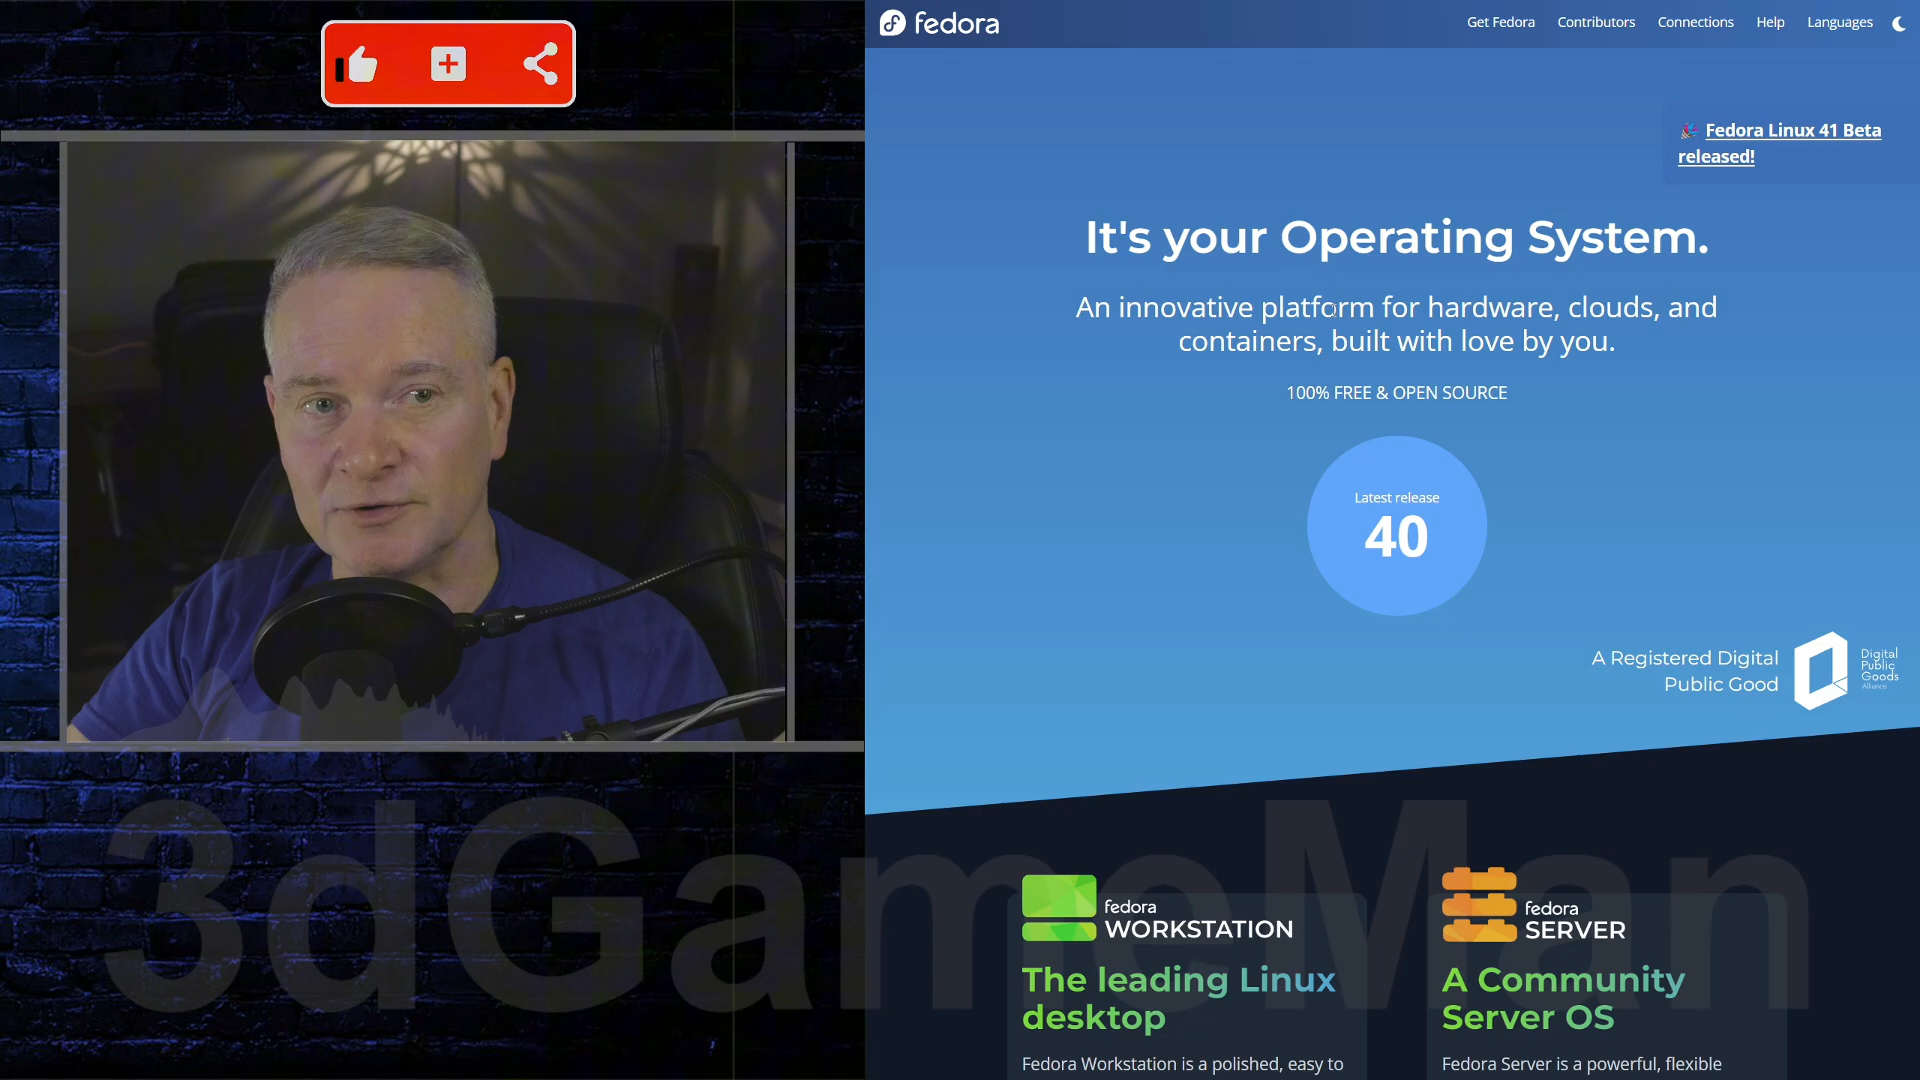 fedora
Get Fedora Contributors Connections Help Languages
Fedora Linux 41 Beta
released!
It's your Operating System.
An innovative platform for hardware, clouds, and
containers, built with love by you.
100% FREE & OPEN SOURCE
Latest release
40
A Registered Digital
Public Good
Digital
Public
Goods
Alliance
3dGameMan
fedora
WORKSTATION
The leading Linux
desktop
Fedora Workstation is a polished, easy to
fedora
SERVER
A Community
Server OS
Fedora Server is a powerful, flexible